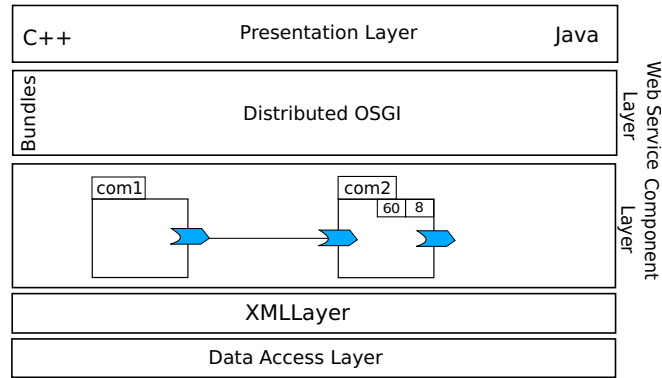 C++ Presentation Layer Java
Bundles
Distributed OSGI
Web Service
Layer
com1
com2
60 8
Component
Layer
XMLLayer
Data Access Layer